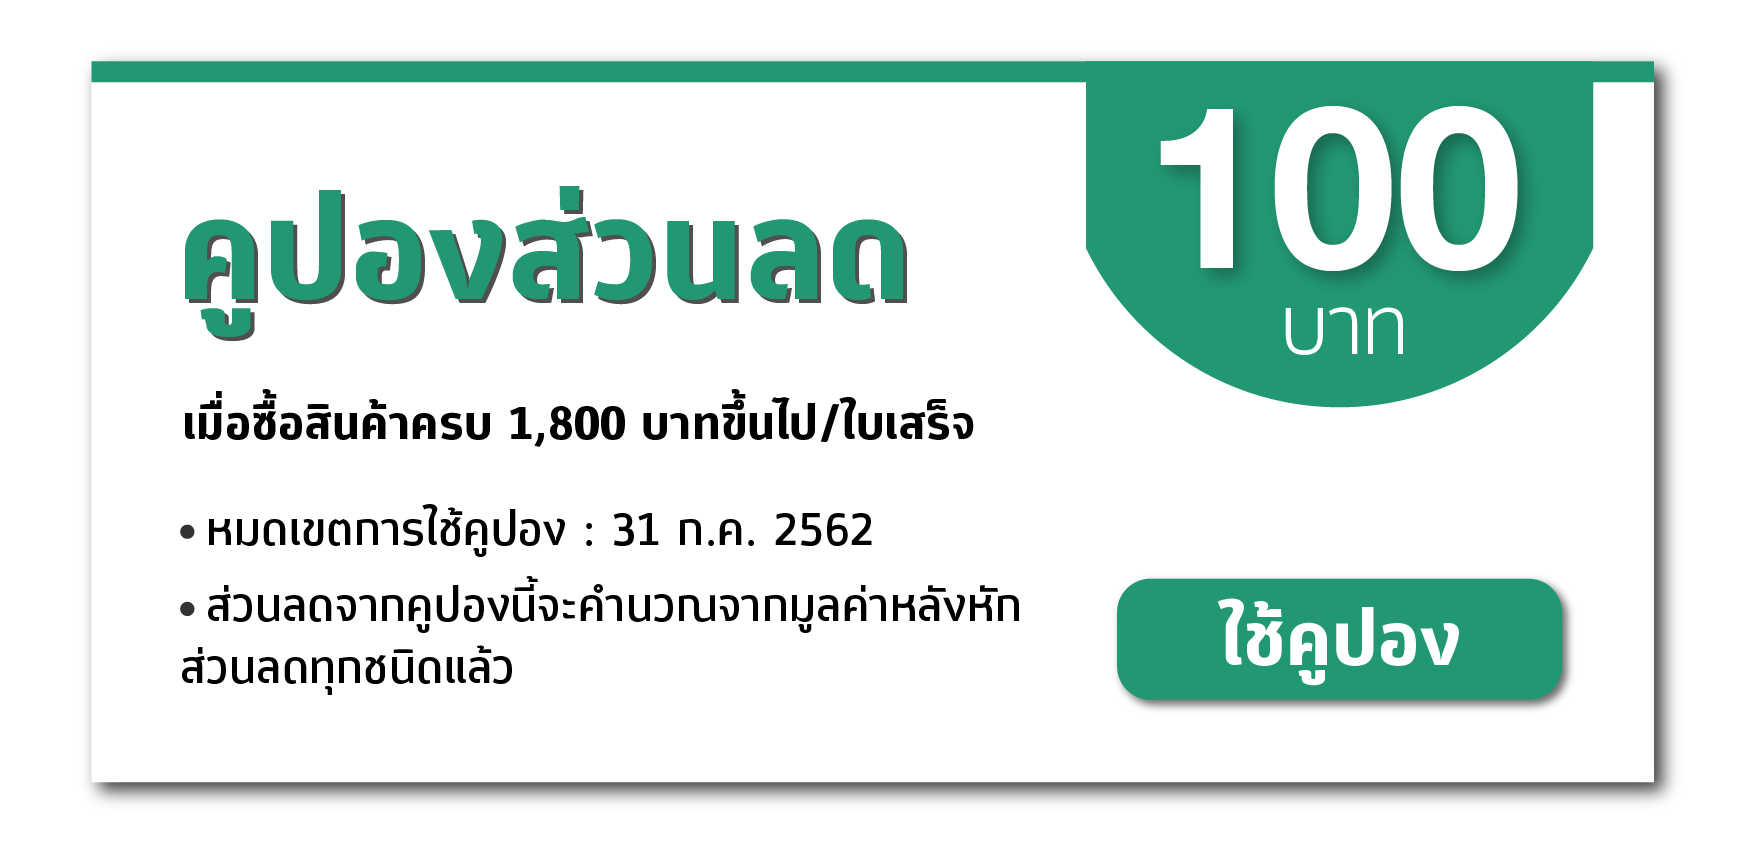 100
บาท
คูปองส่วนลด
เมื่อซื้อสินค้าครบ 1,800 บาทขึ้นไป/ใบเสร็จ
• หมดเขตการใช้คูปอง : 31 ก.ค. 2562
• ส่วนลดจากคูปองนี้จะคำนวณจากมูลค่าหลังหัก
ส่วนลดทุกชนิดแล้ว
ใช้คูปอง